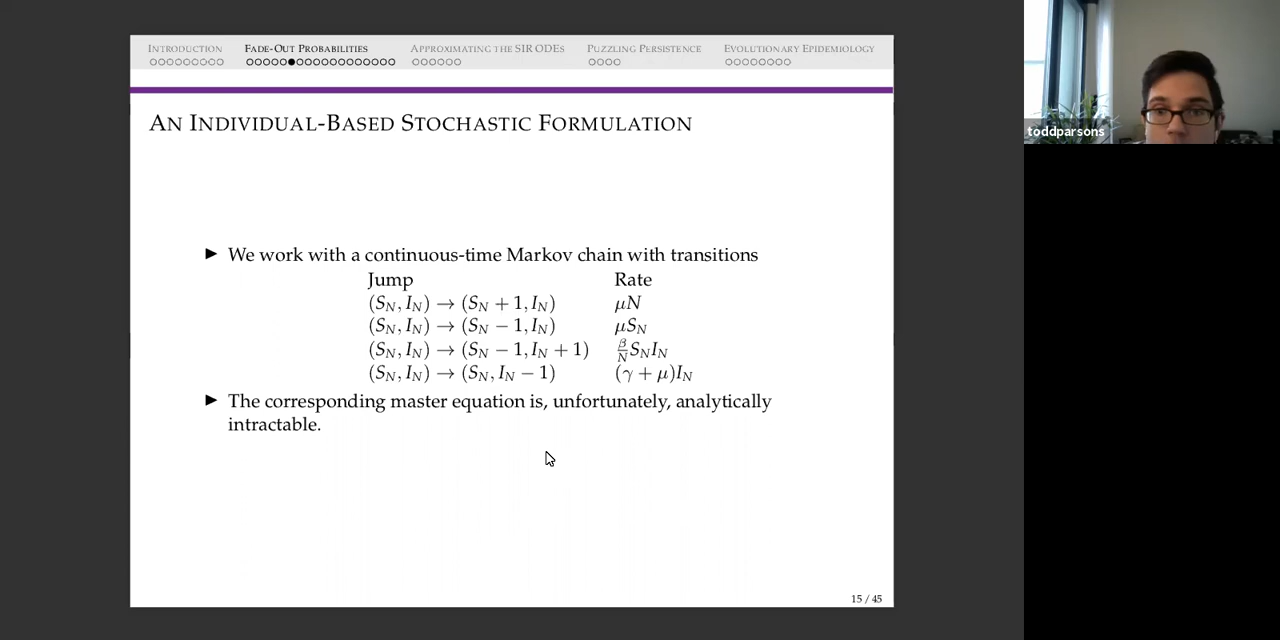 INTRODUCTION FADE-OUT PROBABILITIES APPROXIMATING THE SIR ODES PUZZLING PERSISTENCE EVOLUTIONARY EPIDEMIOLOGY
AN INDIVIDUAL-BASED STOCHASTIC FORMULATION
► We work with a continuous-time Markov chain with transitions
Jump Rate
(S_N, I_N) → (S_N + 1, I_N) μN
(S_N, I_N) → (S_N − 1, I_N) μS_N
(S_N, I_N) → (S_N − 1, I_N + 1) β/N S_N I_N
(S_N, I_N) → (S_N, I_N − 1) (γ + μ)I_N
► The corresponding master equation is, unfortunately, analytically
intractable.
15 / 45
toddparsons